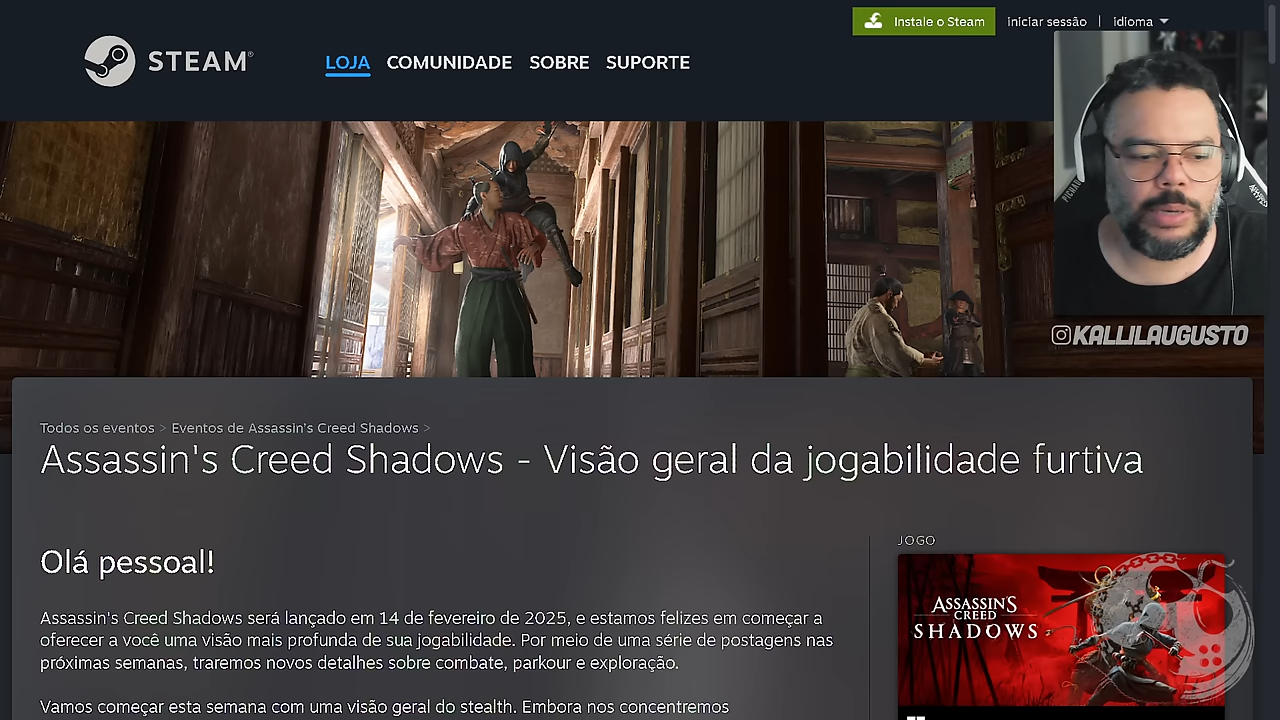 Instale o Steam
iniciar sessão | idioma
STEAM®
LOJA COMUNIDADE SOBRE SUPORTE
KALLILAUGUSTO
Todos os eventos > Eventos de Assassin's Creed Shadows >
Assassin's Creed Shadows - Visão geral da jogabilidade furtiva
Olá pessoal!
Assassin's Creed Shadows será lançado em 14 de fevereiro de 2025, e estamos felizes em começar a
oferecer a você uma visão mais profunda de sua jogabilidade. Por meio de uma série de postagens nas
próximas semanas, traremos novos detalhes sobre combate, parkour e exploração.
Vamos começar esta semana com uma visão geral do stealth. Embora nos concentremos
JOGO
ASSASSIN'S
CREED
SHADOWS